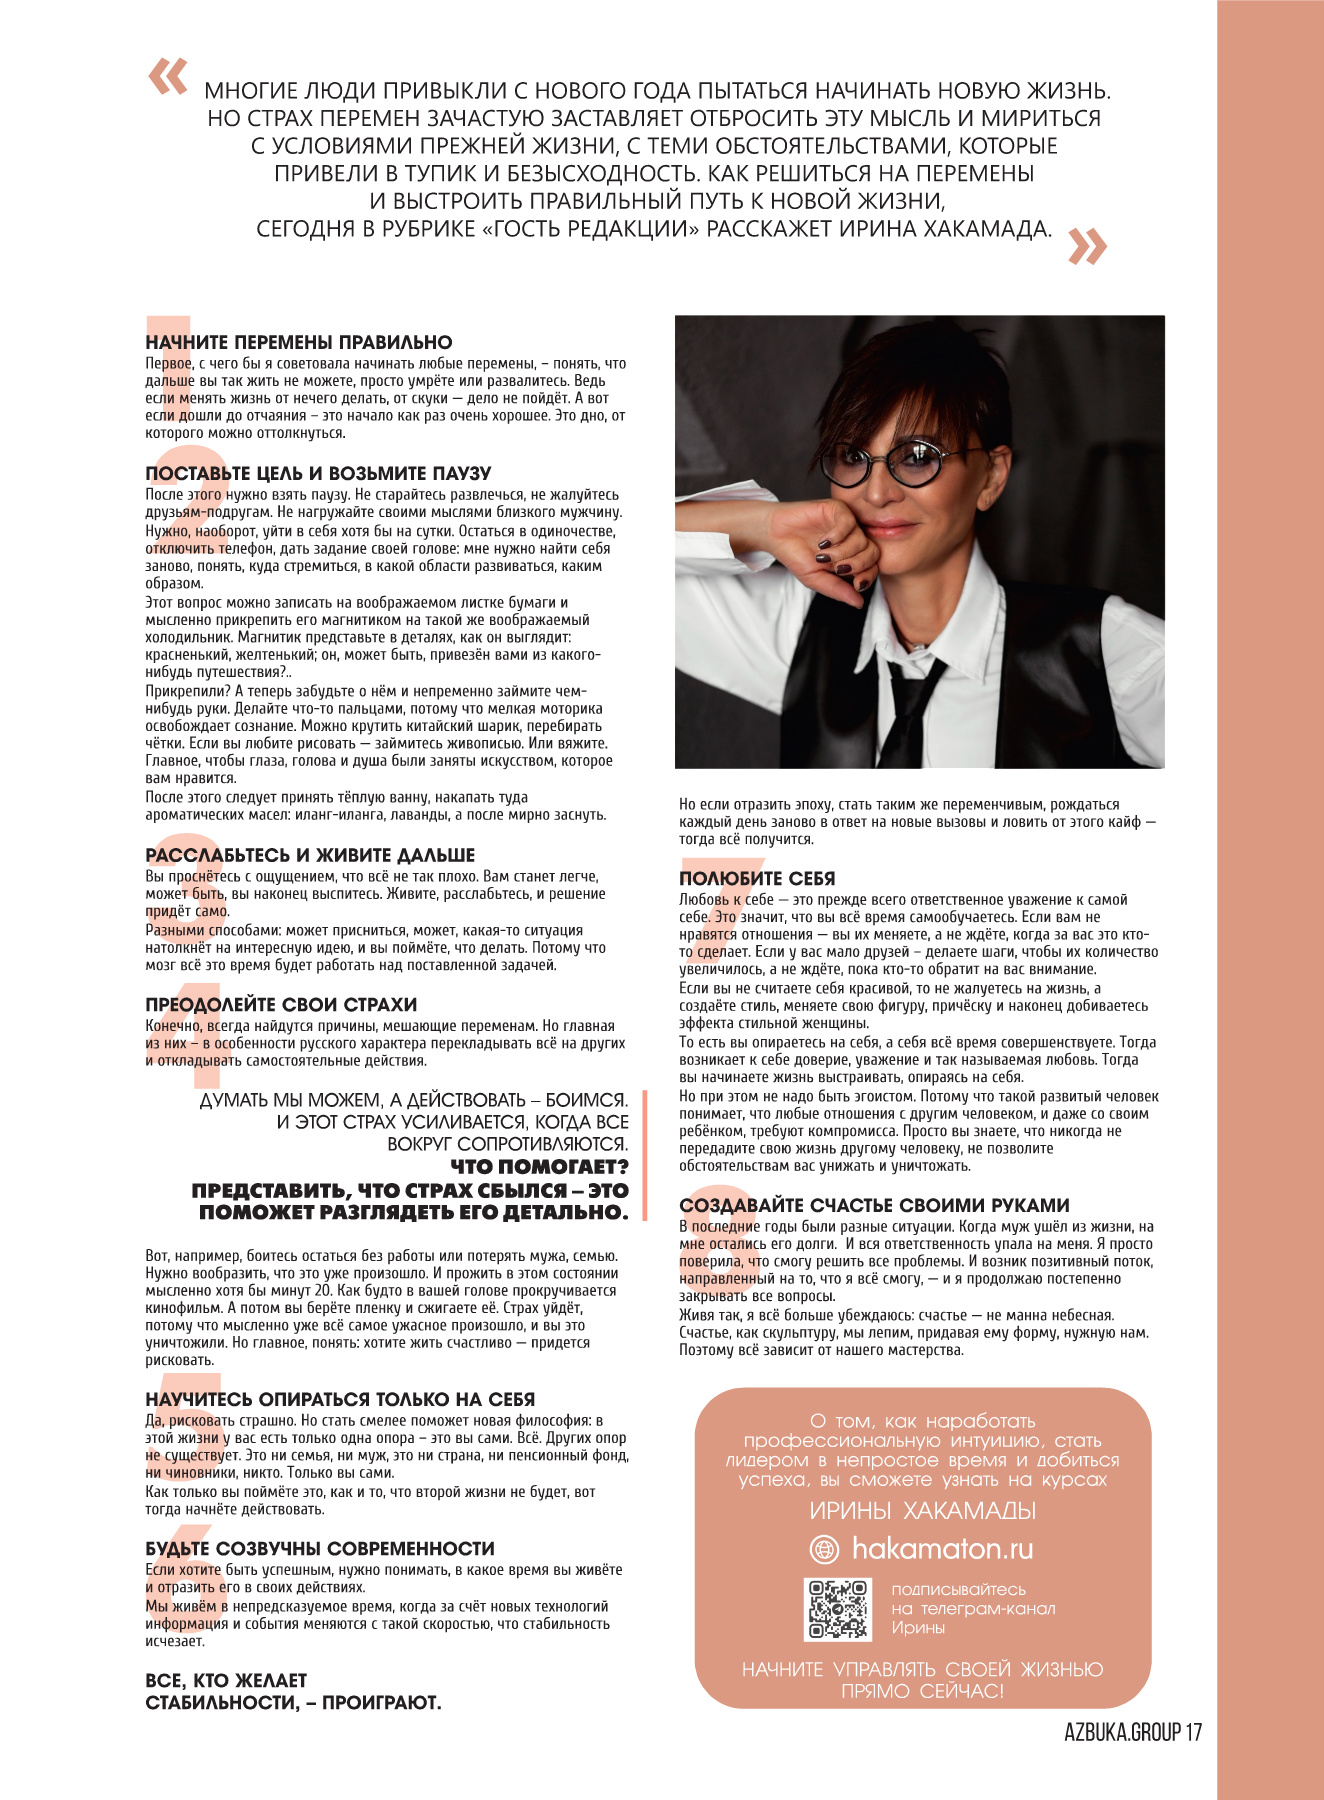 «
МНОГИЕ ЛЮДИ ПРИВЫКЛИ С НОВОГО ГОДА ПЫТАТЬСЯ НАЧИНАТЬ НОВУЮ ЖИЗНЬ.
НО СТРАХ ПЕРЕМЕН ЗАЧАСТУЮ ЗАСТАВЛЯЕТ ОТБРОСИТЬ ЭТУ МЫСЛЬ И МИРИТЬСЯ
С УСЛОВИЯМИ ПРЕЖНЕЙ ЖИЗНИ, С ТЕМИ ОБСТОЯТЕЛЬСТВАМИ, КОТОРЫЕ
ПРИВЕЛИ В ТУПИК И БЕЗЫСХОДНОСТЬ. КАК РЕШИТЬСЯ НА ПЕРЕМЕНЫ
И ВЫСТРОИТЬ ПРАВИЛЬНЫЙ ПУТЬ К НОВОЙ ЖИЗНИ,
СЕГОДНЯ В РУБРИКЕ «ГОСТЬ РЕДАКЦИИ» РАССКАЖЕТ ИРИНА ХАКАМАДА.
»
1
НАЧНИТЕ ПЕРЕМЕНЫ ПРАВИЛЬНО
Первое, с чего бы я советовала начинать любые перемены, – понять, что
дальше вы так жить не можете, просто умрёте или развалитесь. Ведь
если менять жизнь от нечего делать, от скуки — дело не пойдёт. А вот
если дошли до отчаяния – это начало как раз очень хорошее. Это дно, от
которого можно оттолкнуться.
2
ПОСТАВЬТЕ ЦЕЛЬ И ВОЗЬМИТЕ ПАУЗУ
После этого нужно взять паузу. Не старайтесь развлечься, не жалуйтесь
друзьям-подругам. Не нагружайте своими мыслями близкого мужчину.
Нужно, наоборот, уйти в себя хотя бы на сутки. Остаться в одиночестве,
отключить телефон, дать задание своей голове: мне нужно найти себя
заново, понять, куда стремиться, в какой области развиваться, каким
образом.
Этот вопрос можно записать на воображаемом листке бумаги и
мысленно прикрепить его магнитиком на такой же воображаемый
холодильник. Магнитик представьте в деталях, как он выглядит:
красненький, желтенький; он, может быть, привезён вами из какого-
нибудь путешествия?..
Прикрепили? А теперь забудьте о нём и непременно займите чем-
нибудь руки. Делайте что-то пальцами, потому что мелкая моторика
освобождает сознание. Можно крутить китайский шарик, перебирать
чётки. Если вы любите рисовать — займитесь живописью. Или вяжите.
Главное, чтобы глаза, голова и душа были заняты искусством, которое
вам нравится.
После этого следует принять тёплую ванну, накапать туда
ароматических масел: иланг-иланга, лаванды, а после мирно заснуть.
3
РАССЛАБЬТЕСЬ И ЖИВИТЕ ДАЛЬШЕ
Вы проснётесь с ощущением, что всё не так плохо. Вам станет легче,
может быть, вы наконец выспитесь. Живите, расслабьтесь, и решение
придёт само.
Разными способами: может присниться, может, какая-то ситуация
натолкнёт на интересную идею, и вы поймёте, что делать. Потому что
мозг всё это время будет работать над поставленной задачей.
4
ПРЕОДОЛЕЙТЕ СВОИ СТРАХИ
Конечно, всегда найдутся причины, мешающие переменам. Но главная
из них – в особенности русского характера перекладывать всё на других
и откладывать самостоятельные действия.
ДУМАТЬ МЫ МОЖЕМ, А ДЕЙСТВОВАТЬ – БОИМСЯ.
И ЭТОТ СТРАХ УСИЛИВАЕТСЯ, КОГДА ВСЕ
ВОКРУГ СОПРОТИВЛЯЮТСЯ.
ЧТО ПОМОГАЕТ?
ПРЕДСТАВИТЬ, ЧТО СТРАХ СБЫЛСЯ – ЭТО
ПОМОЖЕТ РАЗГЛЯДЕТЬ ЕГО ДЕТАЛЬНО.
Вот, например, боитесь остаться без работы или потерять мужа, семью.
Нужно вообразить, что это уже произошло. И прожить в этом состоянии
мысленно хотя бы минут 20. Как будто в вашей голове прокручивается
кинофильм. А потом вы берёте пленку и сжигаете её. Страх уйдёт,
потому что мысленно уже всё самое ужасное произошло, и вы это
уничтожили. Но главное, понять: хотите жить счастливо — придется
рисковать.
5
НАУЧИТЕСЬ ОПИРАТЬСЯ ТОЛЬКО НА СЕБЯ
Да, рисковать страшно. Но стать смелее поможет новая философия: в
этой жизни у вас есть только одна опора – это вы сами. Всё. Других опор
не существует. Это ни семья, ни муж, это ни страна, ни пенсионный фонд,
ни чиновники, никто. Только вы сами.
Как только вы поймёте это, как и то, что второй жизни не будет, вот
тогда начнёте действовать.
6
БУДЬТЕ СОЗВУЧНЫ СОВРЕМЕННОСТИ
Если хотите быть успешным, нужно понимать, в какое время вы живёте
и отразить его в своих действиях.
Мы живём в непредсказуемое время, когда за счёт новых технологий
информация и события меняются с такой скоростью, что стабильность
исчезает.
ВСЕ, КТО ЖЕЛАЕТ
СТАБИЛЬНОСТИ, – ПРОИГРАЮТ.
Но если отразить эпоху, стать таким же переменчивым, рождаться
каждый день заново в ответ на новые вызовы и ловить от этого кайф —
тогда всё получится.
7
ПОЛЮБИТЕ СЕБЯ
Любовь к себе — это прежде всего ответственное уважение к самой
себе. Это значит, что вы всё время самообучаетесь. Если вам не
нравятся отношения — вы их меняете, а не ждёте, когда за вас это кто-
то сделает. Если у вас мало друзей – делаете шаги, чтобы их количество
увеличилось, а не ждёте, пока кто-то обратит на вас внимание.
Если вы не считаете себя красивой, то не жалуетесь на жизнь, а
создаёте стиль, меняете свою фигуру, причёску и наконец добиваетесь
эффекта стильной женщины.
То есть вы опираетесь на себя, а себя всё время совершенствуете. Тогда
возникает к себе доверие, уважение и так называемая любовь. Тогда
вы начинаете жизнь выстраивать, опираясь на себя.
Но при этом не надо быть эгоистом. Потому что такой развитый человек
понимает, что любые отношения с другим человеком, и даже со своим
ребёнком, требуют компромисса. Просто вы знаете, что никогда не
передадите свою жизнь другому человеку, не позволите
обстоятельствам вас унижать и уничтожать.
8
СОЗДАВАЙТЕ СЧАСТЬЕ СВОИМИ РУКАМИ
В последние годы были разные ситуации. Когда муж ушёл из жизни, на
мне остались его долги. И вся ответственность упала на меня. Я просто
поверила, что смогу решить все проблемы. И возник позитивный поток,
направленный на то, что я всё смогу, — и я продолжаю постепенно
закрывать все вопросы.
Живя так, я всё больше убеждаюсь: счастье — не манна небесная.
Счастье, как скульптуру, мы лепим, придавая ему форму, нужную нам.
Поэтому всё зависит от нашего мастерства.
О том, как наработать
профессиональную интуицию, стать
лидером в непростое время и добиться
успеха, вы сможете узнать на курсах
ИРИНЫ ХАКАМАДЫ
hakamaton.ru
подписывайтесь
на телеграм-канал
Ирины
НАЧНИТЕ УПРАВЛЯТЬ СВОЕЙ ЖИЗНЬЮ
ПРЯМО СЕЙЧАС!
AZBUKA.GROUP 17